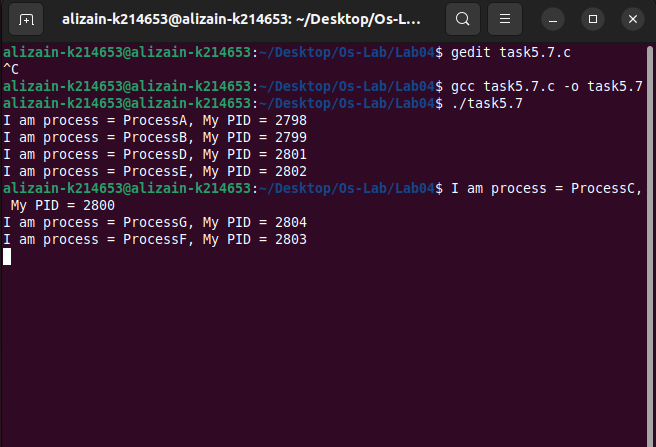 alizain-k214653@alizain-k214653: ~/Desktop/Os-L...
alizain-k214653@alizain-k214653:~/Desktop/Os-Lab/Lab04$ gedit task5.7.c
^C
alizain-k214653@alizain-k214653:~/Desktop/Os-Lab/Lab04$ gcc task5.7.c -o task5.7
alizain-k214653@alizain-k214653:~/Desktop/Os-Lab/Lab04$ ./task5.7
I am process = ProcessA, My PID = 2798
I am process = ProcessB, My PID = 2799
I am process = ProcessD, My PID = 2801
I am process = ProcessE, My PID = 2802
alizain-k214653@alizain-k214653:~/Desktop/Os-Lab/Lab04$ I am process = ProcessC,
 My PID = 2800
I am process = ProcessG, My PID = 2804
I am process = ProcessF, My PID = 2803